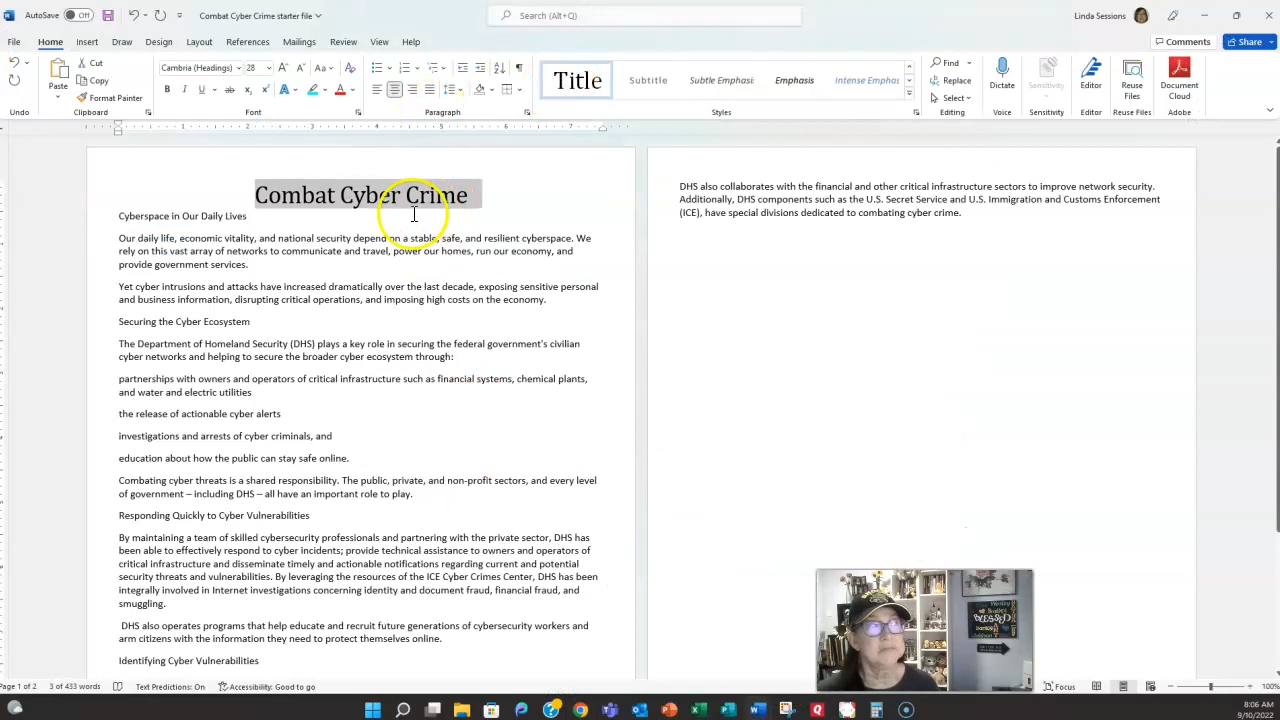 AutoSave Off Combat Cyber Crime starter file Search (Alt+Q) Linda Sessions
File Home Insert Draw Design Layout References Mailings Review View Help Comments Share
Cut
Copy
Format Painter
Paste
Cambria (Headings) 28
Title Subtitle Subtle Emphasi Emphasis Intense Emphas
Find
Replace
Select
Dictate Sensitivity Editor Reuse Files Document Cloud
Undo Clipboard Font Paragraph Styles Editing Voice Sensitivity Editor Reuse Files Adobe Acrobat
Combat Cyber Crime
Cyberspace in Our Daily Lives
Our daily life, economic vitality, and national security depend on a stable, safe, and resilient cyberspace. We
rely on this vast array of networks to communicate and travel, power our homes, run our economy, and
provide government services.
Yet cyber intrusions and attacks have increased dramatically over the last decade, exposing sensitive personal
and business information, disrupting critical operations, and imposing high costs on the economy.
Securing the Cyber Ecosystem
The Department of Homeland Security (DHS) plays a key role in securing the federal government's civilian
cyber networks and helping to secure the broader cyber ecosystem through:
partnerships with owners and operators of critical infrastructure such as financial systems, chemical plants,
and water and electric utilities
the release of actionable cyber alerts
investigations and arrests of cyber criminals, and
education about how the public can stay safe online.
Combating cyber threats is a shared responsibility. The public, private, and non-profit sectors, and every level
of government – including DHS – all have an important role to play.
Responding Quickly to Cyber Vulnerabilities
By maintaining a team of skilled cybersecurity professionals and partnering with the private sector, DHS has
been able to effectively respond to cyber incidents; provide technical assistance to owners and operators of
critical infrastructure and disseminate timely and actionable notifications regarding current and potential
security threats and vulnerabilities. By leveraging the resources of the ICE Cyber Crimes Center, DHS has been
integrally involved in Internet investigations concerning identity and document fraud, financial fraud, and
smuggling.
DHS also operates programs that help educate and recruit future generations of cybersecurity workers and
arm citizens with the information they need to protect themselves online.
Identifying Cyber Vulnerabilities
DHS also collaborates with the financial and other critical infrastructure sectors to improve network security.
Additionally, DHS components such as the U.S. Secret Service and U.S. Immigration and Customs Enforcement
(ICE), have special divisions dedicated to combating cyber crime.
BLESSED
Page 1 of 2 3 of 433 words Text Predictions: On Accessibility: Good to go Focus 100%
8:06 AM
9/10/2022